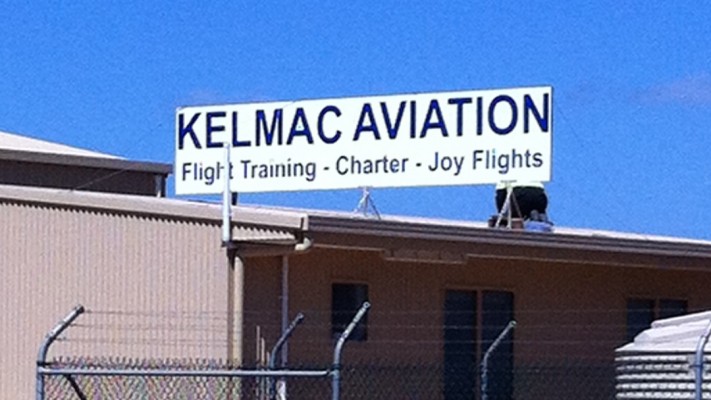 KELMAC AVIATION
Flight Training - Charter - Joy Flights